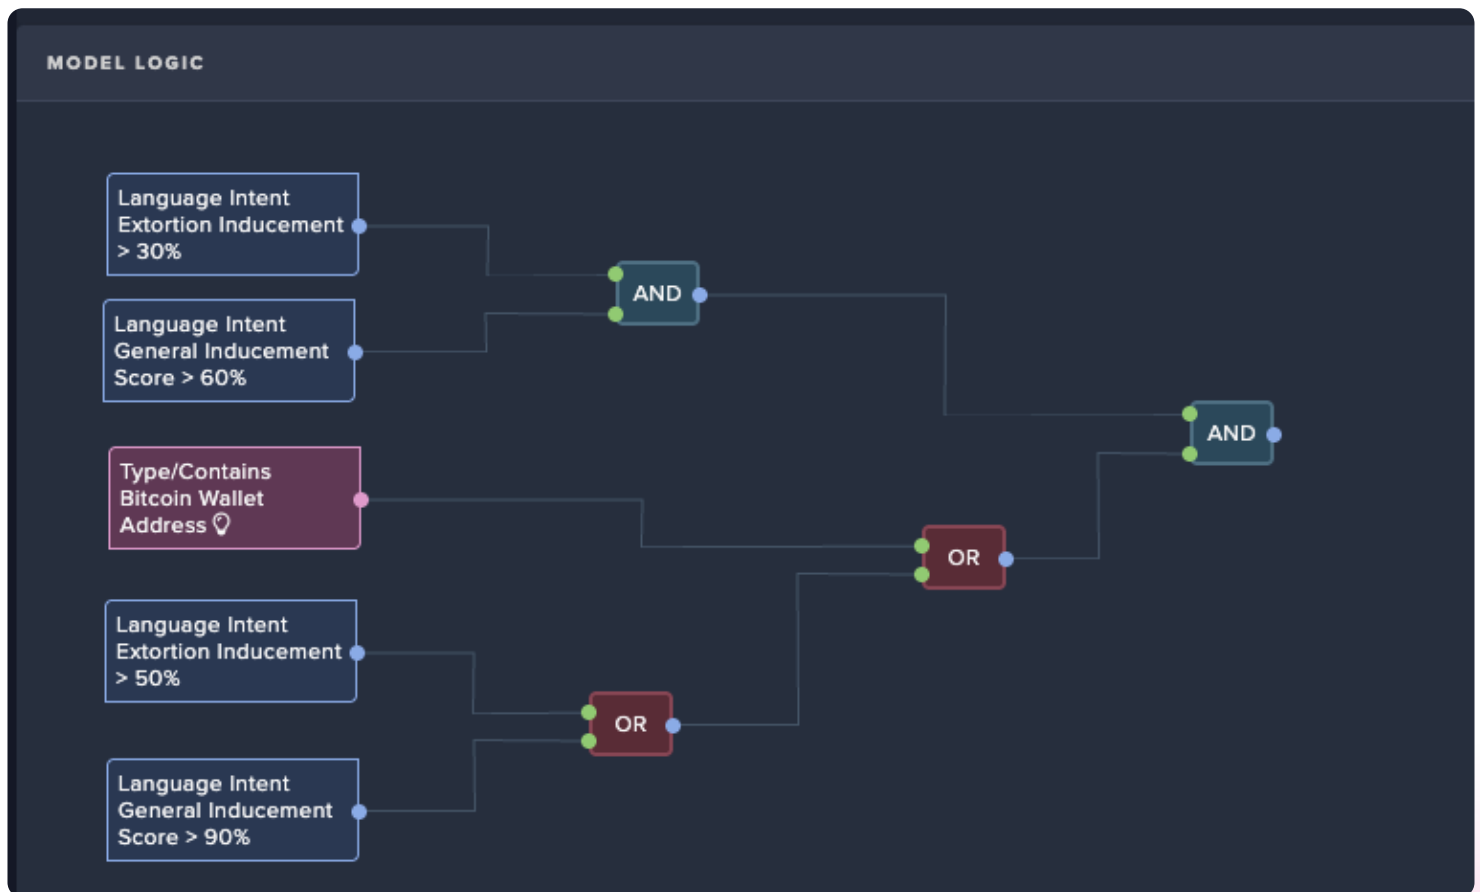 MODEL LOGIC
Language Intent
Extortion Inducement
> 30%
AND
Language Intent
General Inducement
Score > 60%
AND
Type/Contains
Bitcoin Wallet
Address
OR
Language Intent
Extortion Inducement
> 50%
OR
Language Intent
General Inducement
Score > 90%